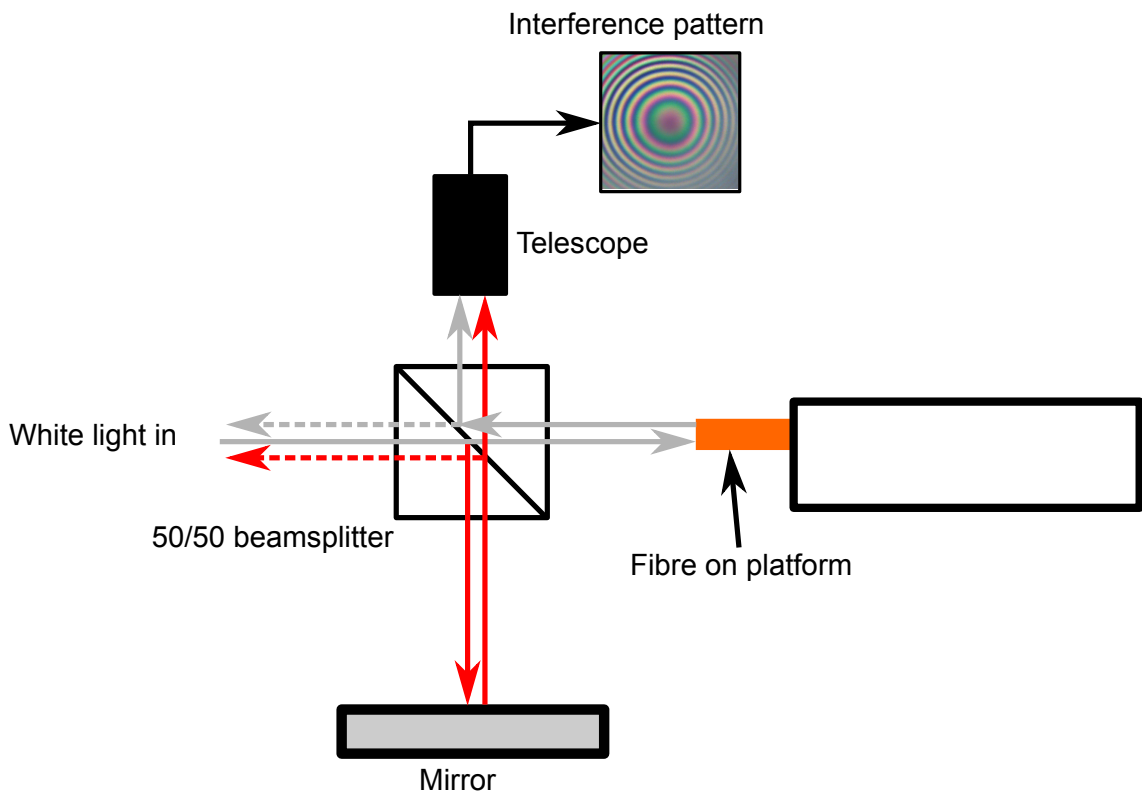 Interference pattern
Telescope
White light in
50/50 beamsplitter
Fibre on platform
Mirror